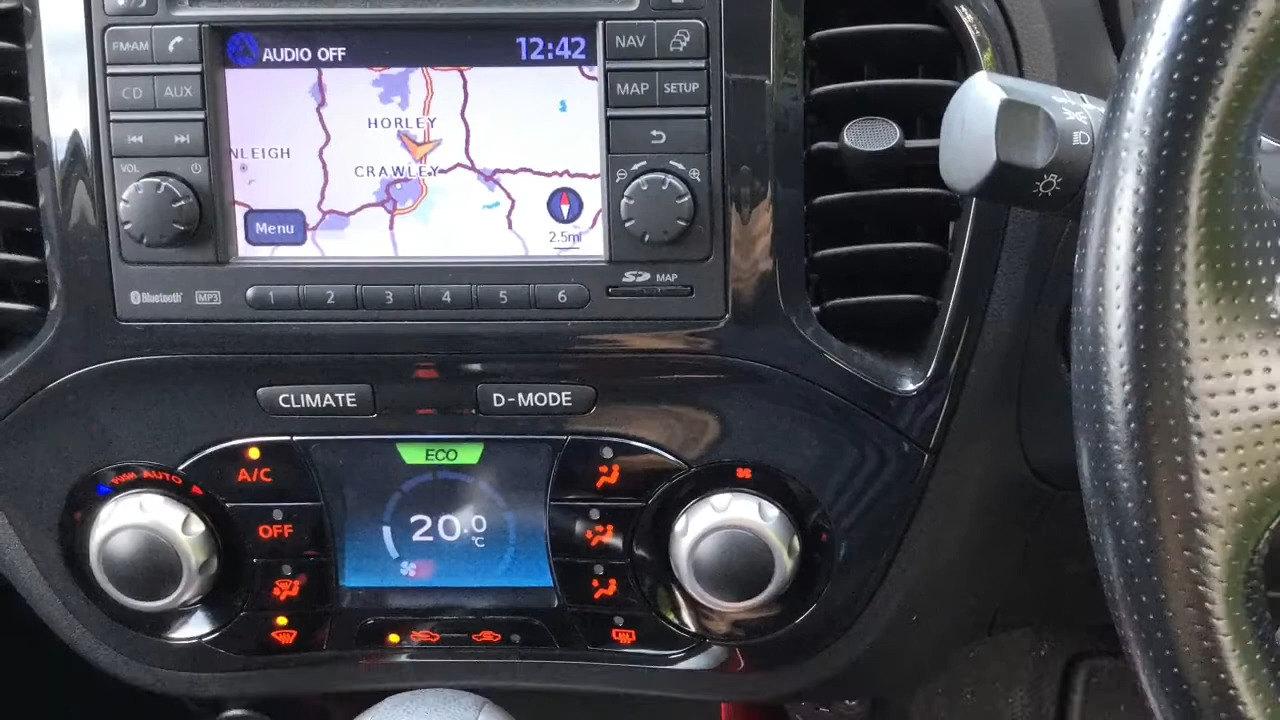 FM·AM
AUDIO OFF
12:42
NAV
CD
AUX
MAP
SETUP
HORLEY
NLEIGH
CRAWLEY
VOL
Menu
2.5mi
Bluetooth
MP3
1 2 3 4 5 6
SD MAP
CLIMATE
D-MODE
ECO
PUSH AUTO
A/C
OFF
20.0
°C